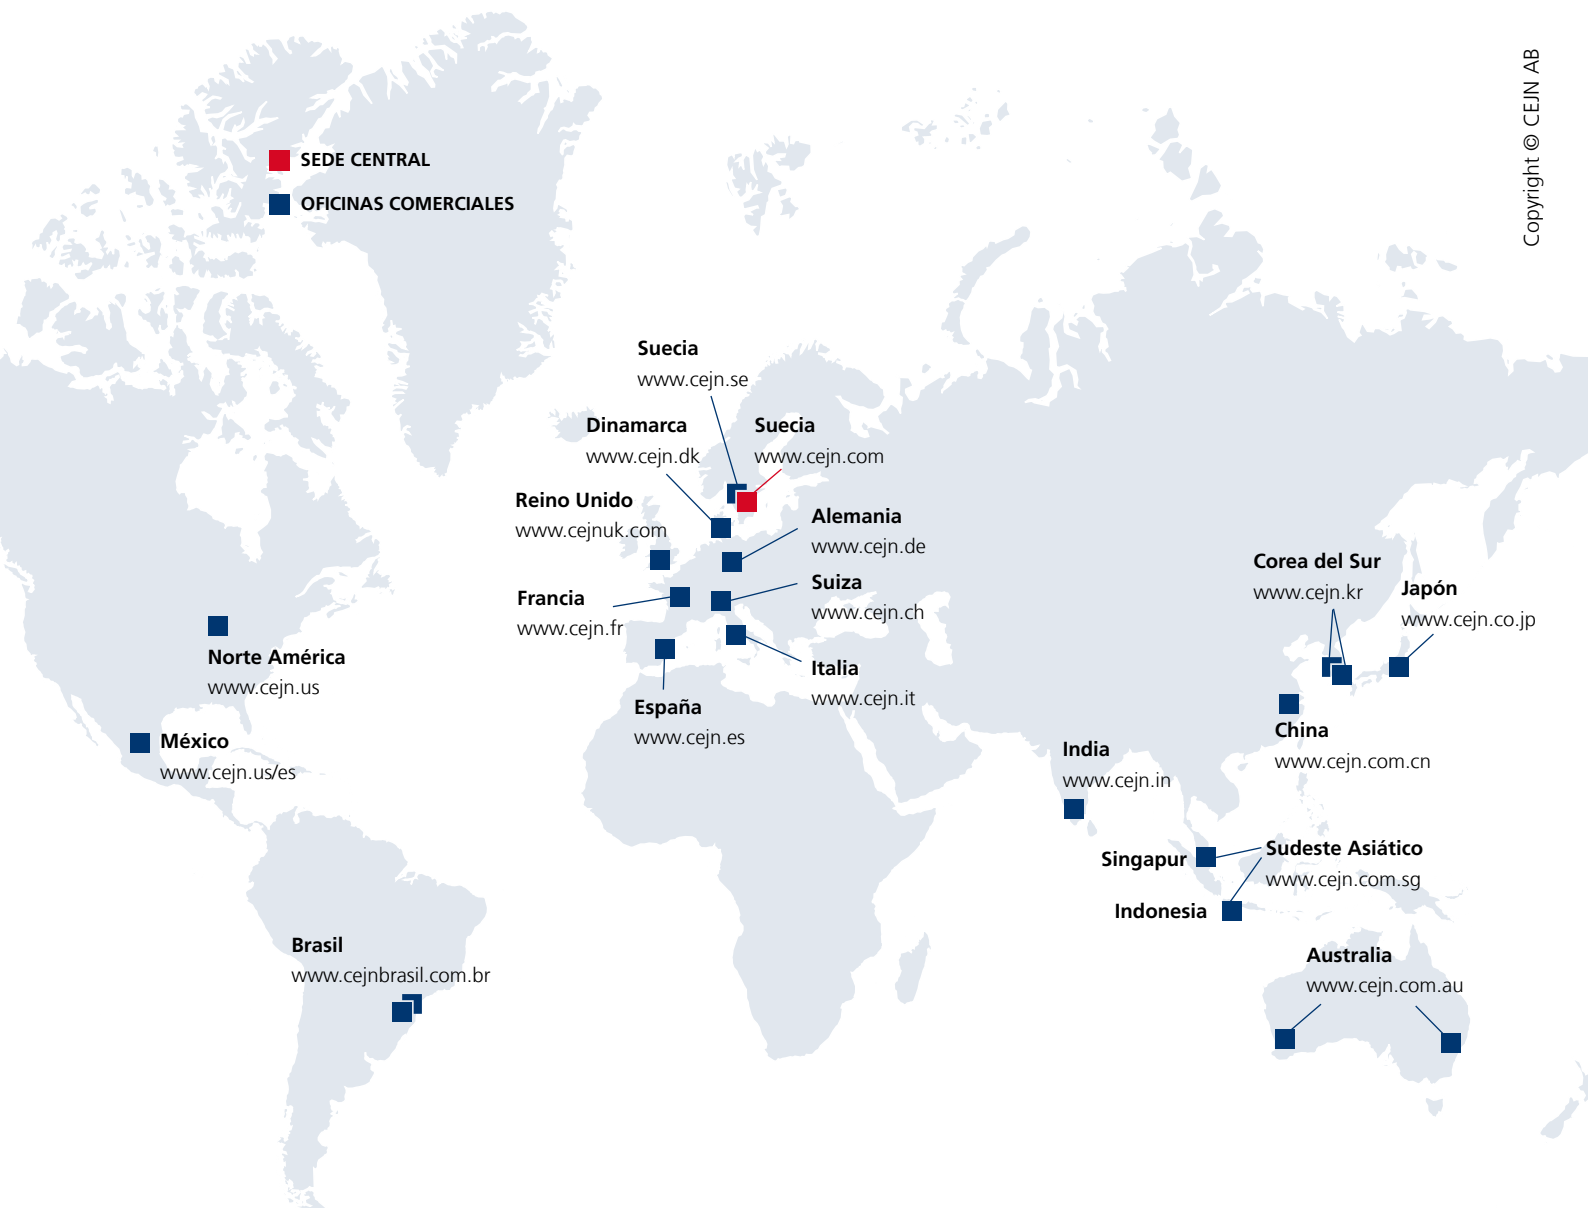 Copyright © CEJN AB
SEDE CENTRAL
OFICINAS COMERCIALES
Suecia
www.cejn.se
Dinamarca
www.cejn.dk
Suecia
www.cejn.com
Reino Unido
www.cejnuk.com
Alemania
www.cejn.de
Francia
www.cejn.fr
Suiza
www.cejn.ch
Italia
www.cejn.it
España
www.cejn.es
Norte América
www.cejn.us
México
www.cejn.us/es
Brasil
www.cejnbrasil.com.br
Corea del Sur
www.cejn.kr
Japón
www.cejn.co.jp
China
www.cejn.com.cn
India
www.cejn.in
Singapur
Sudeste Asiático
www.cejn.com.sg
Indonesia
Australia
www.cejn.com.au